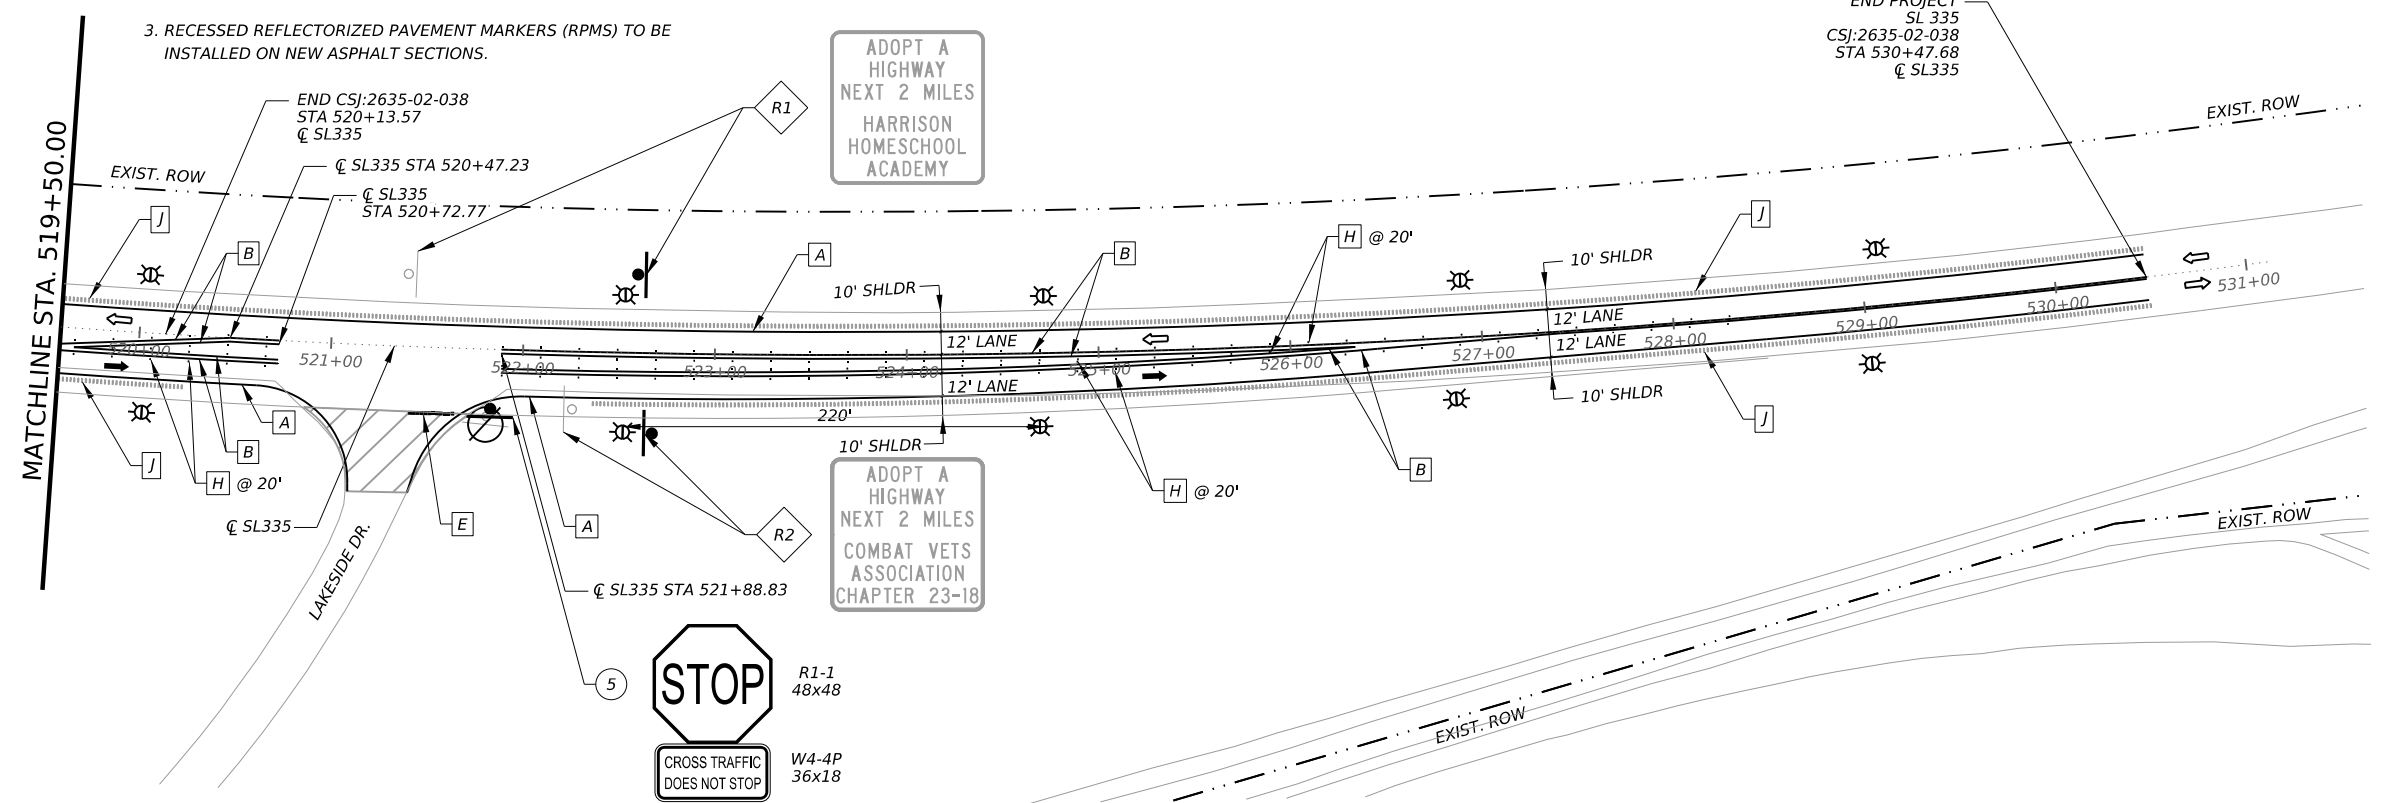 3. RECESSED REFLECTORIZED PAVEMENT MARKERS (RPMS) TO BE
INSTALLED ON NEW ASPHALT SECTIONS.
END PROJECT
SL 335
CSJ:2635-02-038
STA 530+47.68
℄ SL335
MATCHLINE STA. 519+50.00
END CSJ:2635-02-038
STA 520+13.57
℄ SL335
℄ SL335 STA 520+47.23
℄ SL335
STA 520+72.77
EXIST. ROW
EXIST. ROW
R1
ADOPT A
HIGHWAY
NEXT 2 MILES
HARRISON
HOMESCHOOL
ACADEMY
J
B
A
H @ 20'
B
J
10' SHLDR
10' SHLDR
12' LANE
12' LANE
12' LANE
12' LANE
10' SHLDR
10' SHLDR
220'
520+00
521+00
522+00
523+00
524+00
525+00
526+00
527+00
528+00
529+00
530+00
531+00
A
B
J
H @ 20'
℄ SL335
E
A
R2
H @ 20'
B
J
LAKESIDE DR.
℄ SL335 STA 521+88.83
ADOPT A
HIGHWAY
NEXT 2 MILES
COMBAT VETS
ASSOCIATION
CHAPTER 23-18
5
STOP
R1-1
48x48
CROSS TRAFFIC
DOES NOT STOP
W4-4P
36x18
EXIST. ROW
EXIST. ROW